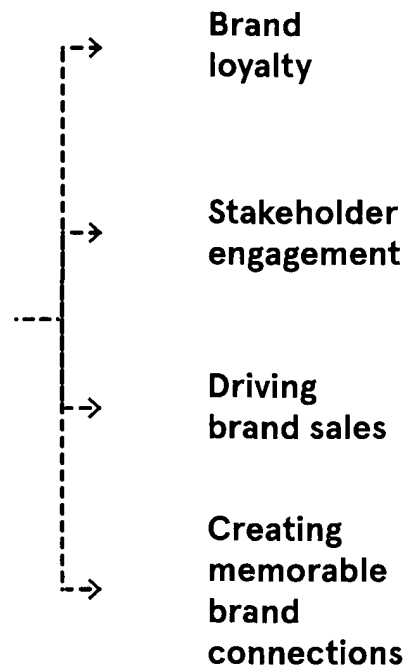 Brand
loyalty
Stakeholder
engagement
Driving
brand sales
Creating
memorable
brand
connections